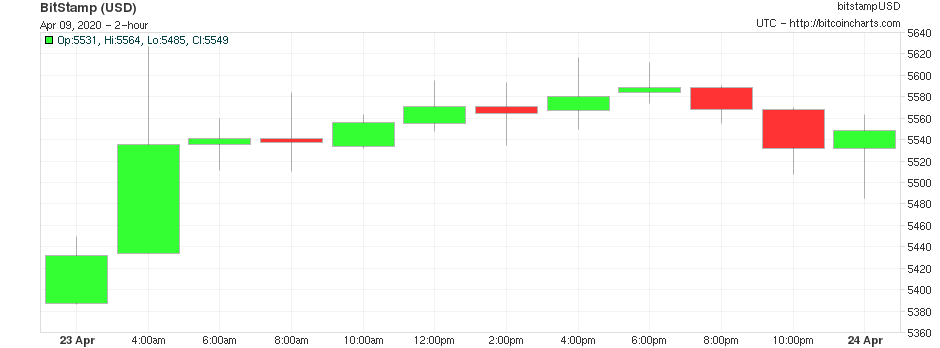 BitStamp (USD)
bitstampUSD
Apr 09, 2020 - 2-hour
UTC - http://bitcoincharts.com
Op:5531, Hi:5564, Lo:5485, Cl:5549
5640
5620
5600
5580
5560
5540
5520
5500
5480
5460
5440
5420
5400
5380
5360
23 Apr 4:00am 6:00am 8:00am 10:00am 12:00pm 2:00pm 4:00pm 6:00pm 8:00pm 10:00pm 24 Apr